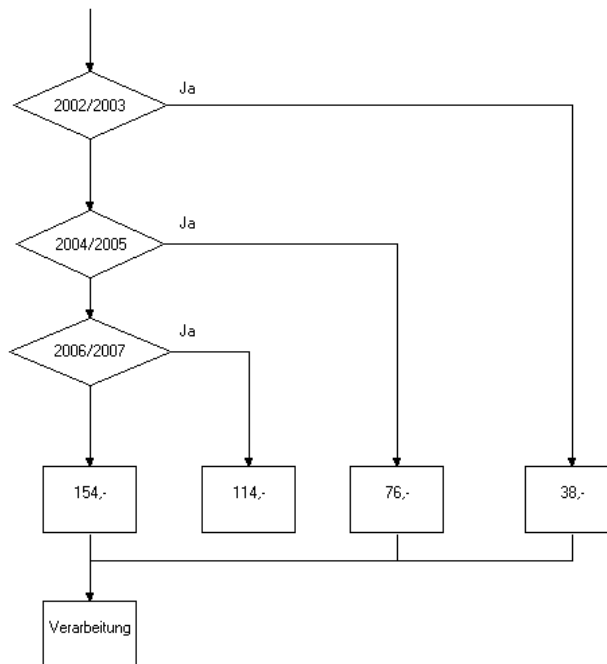 Ja
2002/2003
Ja
2004/2005
Ja
2006/2007
154,-
114,-
76,-
38,-
Verarbeitung